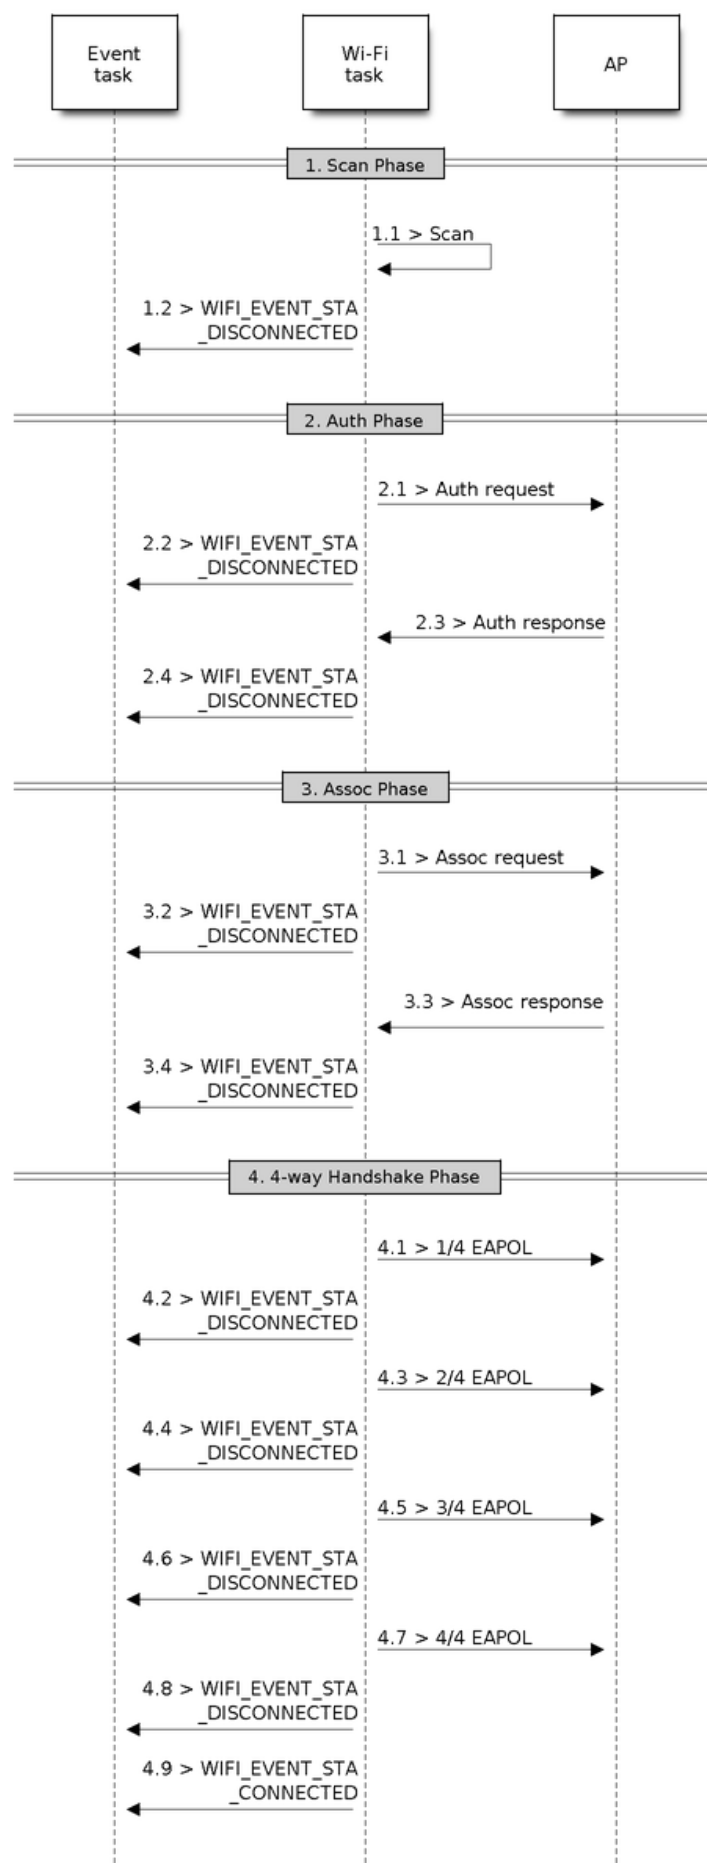 Event
task
Wi-Fi
task
AP
1. Scan Phase
1.1 > Scan
1.2 > WIFI_EVENT_STA
_DISCONNECTED
2. Auth Phase
2.1 > Auth request
2.2 > WIFI_EVENT_STA
_DISCONNECTED
2.3 > Auth response
2.4 > WIFI_EVENT_STA
_DISCONNECTED
3. Assoc Phase
3.1 > Assoc request
3.2 > WIFI_EVENT_STA
_DISCONNECTED
3.3 > Assoc response
3.4 > WIFI_EVENT_STA
_DISCONNECTED
4. 4-way Handshake Phase
4.1 > 1/4 EAPOL
4.2 > WIFI_EVENT_STA
_DISCONNECTED
4.3 > 2/4 EAPOL
4.4 > WIFI_EVENT_STA
_DISCONNECTED
4.5 > 3/4 EAPOL
4.6 > WIFI_EVENT_STA
_DISCONNECTED
4.7 > 4/4 EAPOL
4.8 > WIFI_EVENT_STA
_DISCONNECTED
4.9 > WIFI_EVENT_STA
_CONNECTED